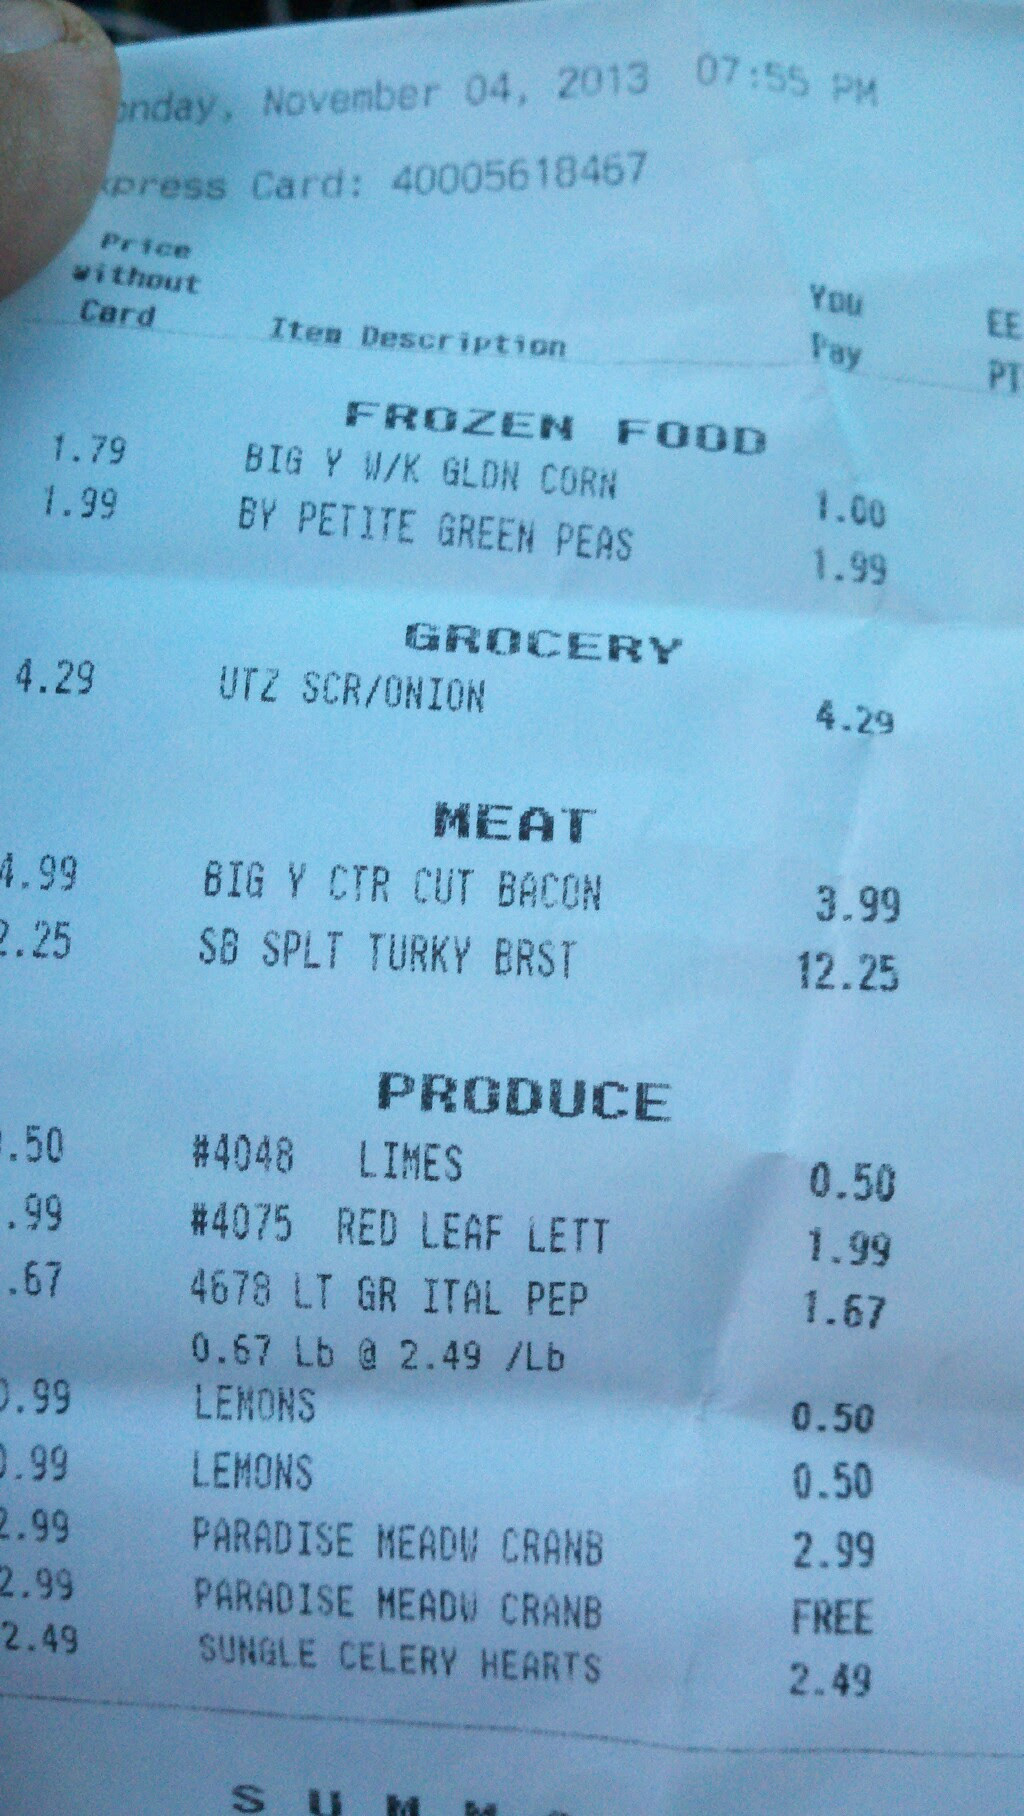 onday, November 04, 2013 07:55 PM
xpress Card: 40005618467
Price without Card Item Description You Pay EE PT
FROZEN FOOD
1.79 BIG Y W/K GLDN CORN 1.00
1.99 BY PETITE GREEN PEAS 1.99
GROCERY
4.29 UTZ SCR/ONION 4.29
MEAT
4.99 BIG Y CTR CUT BACON 3.99
2.25 SB SPLT TURKY BRST 12.25
PRODUCE
.50 #4048 LIMES 0.50
.99 #4075 RED LEAF LETT 1.99
.67 4678 LT GR ITAL PEP 1.67
0.67 Lb @ 2.49 /Lb
0.99 LEMONS 0.50
0.99 LEMONS 0.50
2.99 PARADISE MEADW CRANB 2.99
2.99 PARADISE MEADW CRANB FREE
2.49 SUNGLE CELERY HEARTS 2.49
S U M M